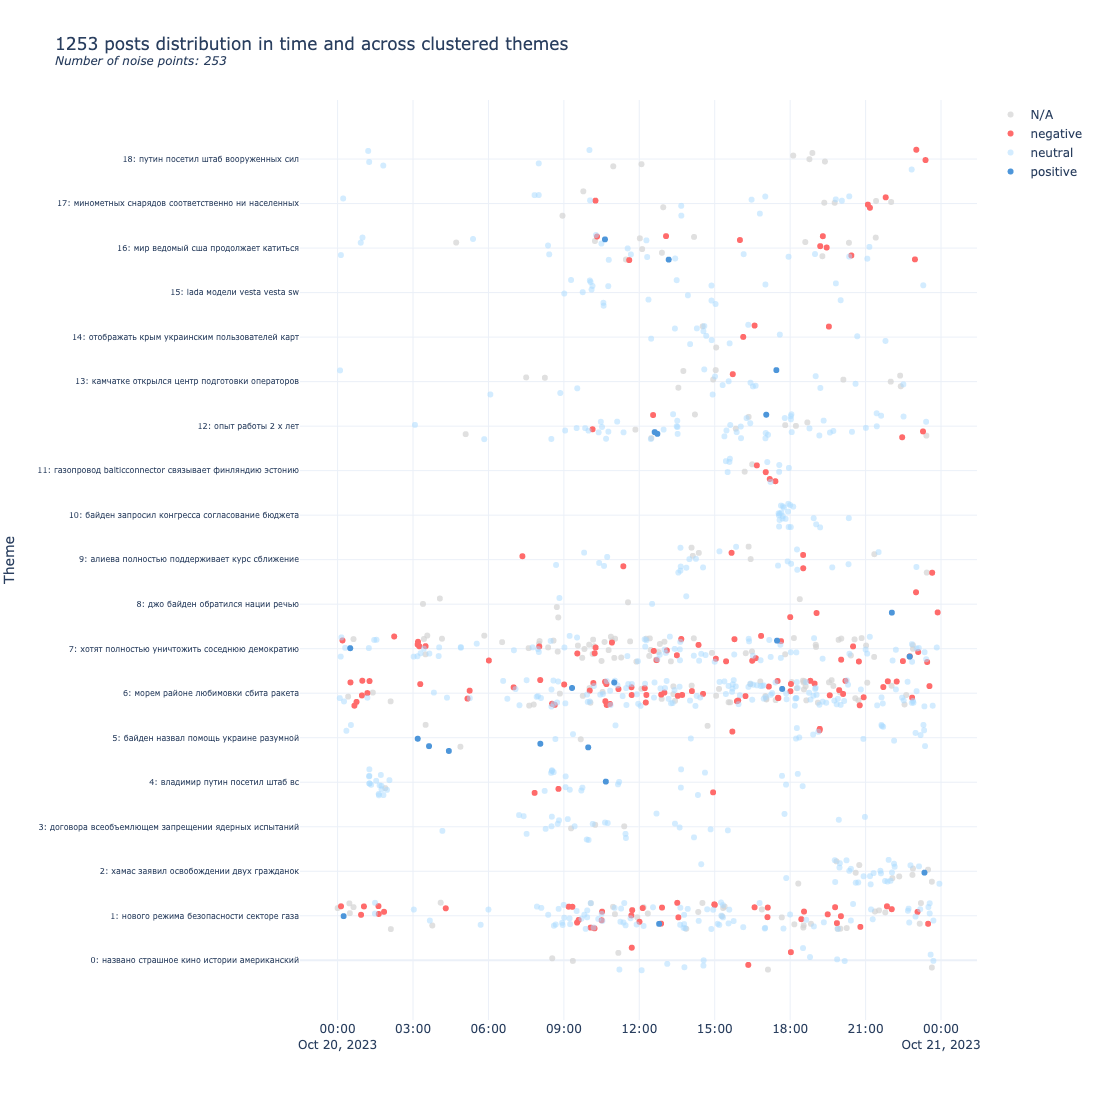 1253 posts distribution in time and across clustered themes
Number of noise points: 253
N/A
negative
neutral
positive
Theme
18: путин посетил штаб вооруженных сил
17: минометных снарядов соответственно ни населенных
16: мир ведомый сша продолжает катиться
15: lada модели vesta vesta sw
14: отображать крым украинским пользователей карт
13: камчатке открылся центр подготовки операторов
12: опыт работы 2 х лет
11: газопровод balticconnector связывает финляндию эстонию
10: байден запросил конгресса согласование бюджета
9: алиева полностью поддерживает курс сближение
8: джо байден обратился нации речью
7: хотят полностью уничтожить соседнюю демократию
6: морем районе любимовки сбита ракета
5: байден назвал помощь украине разумной
4: владимир путин посетил штаб вс
3: договора всеобъемлющем запрещении ядерных испытаний
2: хамас заявил освобождении двух гражданок
1: нового режима безопасности секторе газа
0: названо страшное кино истории американский
00:00 03:00 06:00 09:00 12:00 15:00 18:00 21:00 00:00
Oct 20, 2023 Oct 21, 2023